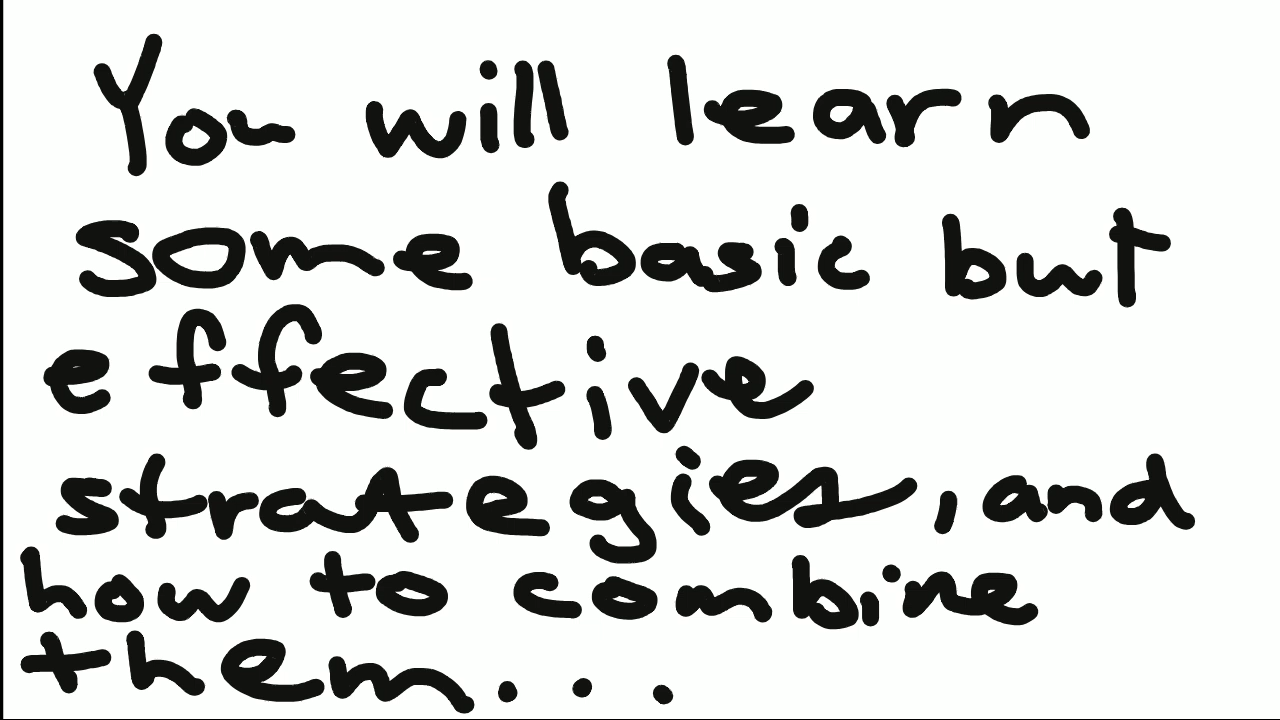 You will learn
some basic but
effective
strategies, and
how to combine
them...